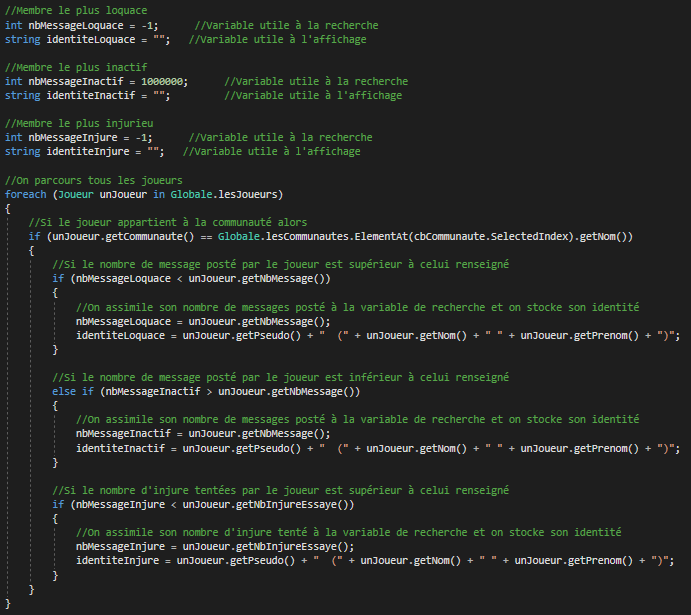 //Membre le plus loquace
int nbMessageLoquace = -1;      //Variable utile à la recherche
string identiteLoquace = "";   //Variable utile à l'affichage
//Membre le plus inactif
int nbMessageInactif = 1000000;      //Variable utile à la recherche
string identiteInactif = "";         //Variable utile à l'affichage
//Membre le plus injurieu
int nbMessageInjure = -1;      //Variable utile à la recherche
string identiteInjure = "";   //Variable utile à l'affichage
//On parcours tous les joueurs
foreach (Joueur unJoueur in Globale.lesJoueurs)
{
    //Si le joueur appartient à la communauté alors
    if (unJoueur.getCommunaute() == Globale.lesCommunautes.ElementAt(cbCommunaute.SelectedIndex).getNom())
    {
        //Si le nombre de message posté par le joueur est supérieur à celui renseigné
        if (nbMessageLoquace < unJoueur.getNbMessage())
        {
            //On assimile son nombre de messages posté à la variable de recherche et on stocke son identité
            nbMessageLoquace = unJoueur.getNbMessage();
            identiteLoquace = unJoueur.getPseudo() + "  (" + unJoueur.getNom() + " " + unJoueur.getPrenom() + ")";
        }
        //Si le nombre de message posté par le joueur est inférieur à celui renseigné
        else if (nbMessageInactif > unJoueur.getNbMessage())
        {
            //On assimile son nombre de messages posté à la variable de recherche et on stocke son identité
            nbMessageInactif = unJoueur.getNbMessage();
            identiteInactif = unJoueur.getPseudo() + "  (" + unJoueur.getNom() + " " + unJoueur.getPrenom() + ")";
        }
        //Si le nombre d'injure tentées par le joueur est supérieur à celui renseigné
        if (nbMessageInjure < unJoueur.getNbInjureEssaye())
        {
            //On assimile son nombre d'injure tenté à la variable de recherche et on stocke son identité
            nbMessageInjure = unJoueur.getNbInjureEssaye();
            identiteInjure = unJoueur.getPseudo() + "  (" + unJoueur.getNom() + " " + unJoueur.getPrenom() + ")";
        }
    }
}